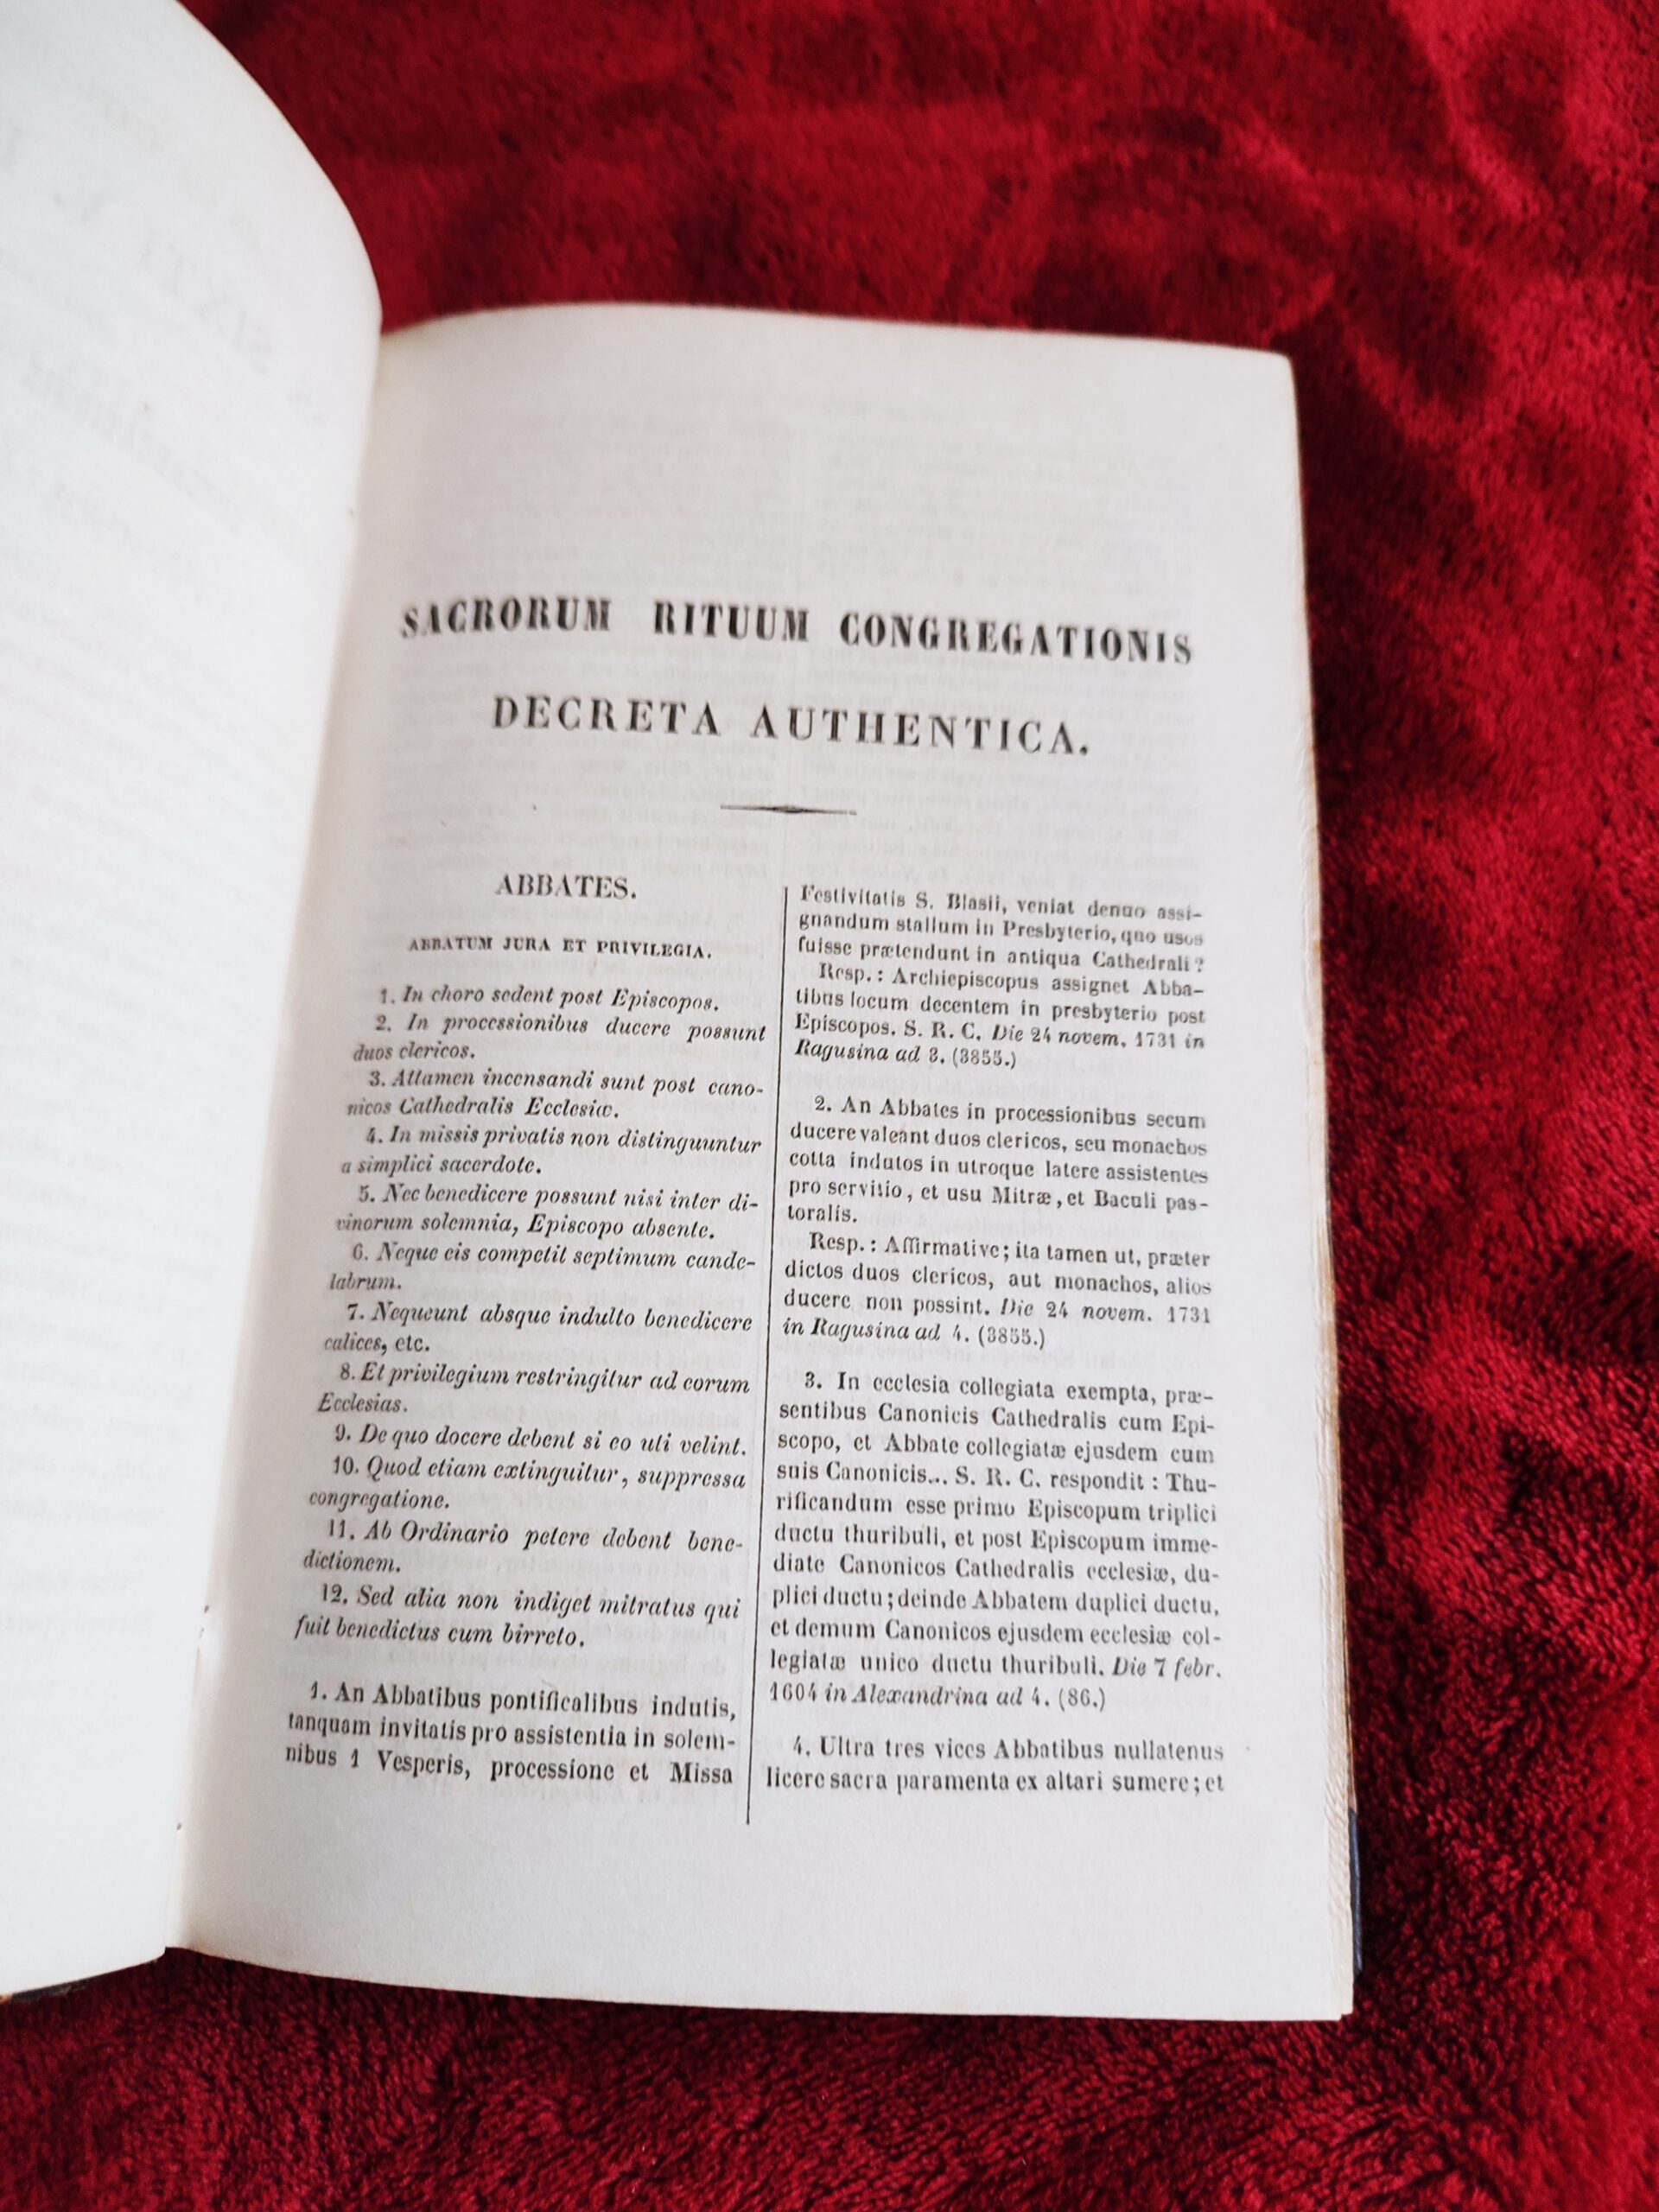 SACRORUM RITUUM CONGREGATIONIS
DECRETA AUTHENTICA.
ABBATES.
ABBATUM JURA ET PRIVILEGIA.
1. In choro sedent post Episcopos.
2. In processionibus ducere possunt
duos clericos.
3. Attamen incensandi sunt post cano-
nicos Cathedralis Ecclesiæ.
4. In missis privatis non distinguuntur
a simplici sacerdote.
5. Nec benedicere possunt nisi inter di-
vinorum solemnia, Episcopo absente.
6. Neque eis competit septimum cande-
labrum.
7. Nequeunt absque indulto benedicere
calices, etc.
8. Et privilegium restringitur ad eorum
Ecclesias.
9. De quo docere debent si eo uti velint.
10. Quod etiam extinguitur, suppressa
congregatione.
11. Ab Ordinario petere debent bene-
dictionem.
12. Sed alia non indiget mitratus qui
fuit benedictus cum birreto.
1. An Abbatibus pontificalibus indutis,
tanquam invitatis pro assistentia in solem-
nibus 1 Vesperis, processione et Missa
Festivitatis S. Blasii, veniat denuo assi-
gnandum stallum in Presbyterio, quo usos
fuisse prætendunt in antiqua Cathedrali?
Resp.: Archiepiscopus assignet Abba-
tibus locum decentem in presbyterio post
Episcopos. S. R. C. Die 24 novem. 1731 in
Ragusina ad 3. (3855.)
2. An Abbates in processionibus secum
ducere valeant duos clericos, seu monachos
cotta indutos in utroque latere assistentes
pro servitio, et usu Mitræ, et Baculi pas-
toralis.
Resp.: Affirmative; ita tamen ut, præter
dictos duos clericos, aut monachos, alios
ducere non possint. Die 24 novem. 1731
in Ragusina ad 4. (3855.)
3. In ecclesia collegiata exempta, præ-
sentibus Canonicis Cathedralis cum Epi-
scopo, et Abbate collegiatæ ejusdem cum
suis Canonicis... S. R. C. respondit : Thu-
rificandum esse primo Episcopum triplici
ductu thuribuli, et post Episcopum imme-
diate Canonicos Cathedralis ecclesiæ, du-
plici ductu; deinde Abbatem duplici ductu,
et demum Canonicos ejusdem ecclesiæ col-
legiatæ unico ductu thuribuli. Die 7 febr.
1604 in Alexandrina ad 4. (86.)
4. Ultra tres vices Abbatibus nullatenus
licere sacra paramenta ex altari sumere; et